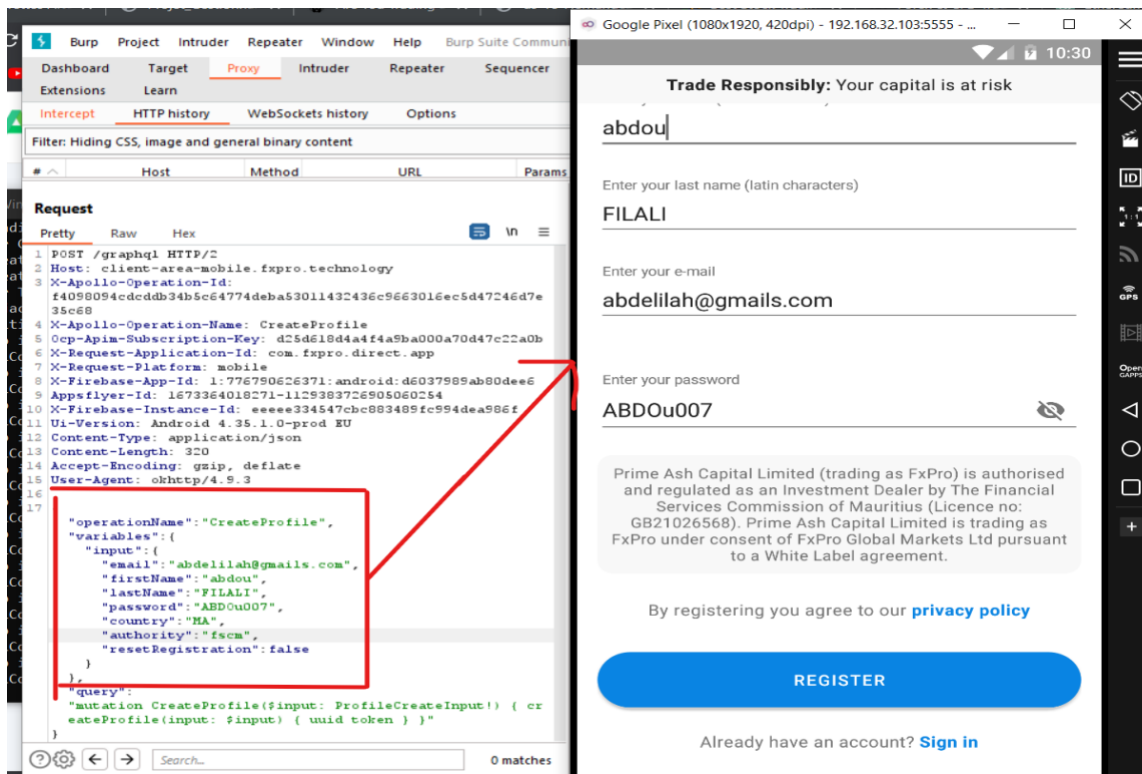 Burp Project Intruder Repeater Window Help Burp Suite Commun
Dashboard Target Proxy Intruder Repeater Sequencer
Extensions Learn
Intercept HTTP history WebSockets history Options
Filter: Hiding CSS, image and general binary content
# Host Method URL Params
Request
Pretty Raw Hex \n
1 POST /graphql HTTP/2
2 Host: client-area-mobile.fxpro.technology
3 X-Apollo-Operation-Id:
f4098094cdcddb34b5c64774deba53011432436c9663016ec5d47246d7e
35c68
4 X-Apollo-Operation-Name: CreateProfile
5 Ocp-Apim-Subscription-Key: d25d618d4a4f4a9ba000a70d47c22a0b
6 X-Request-Application-Id: com.fxpro.direct.app
7 X-Request-Platform: mobile
8 X-Firebase-App-Id: 1:776790626371:android:d6037989ab80dee6
9 Appsflyer-Id: 1673364018271-1129383726905060254
10 X-Firebase-Instance-Id: eeeee334547cbc883489fc994dea986f
11 Ui-Version: Android 4.35.1.0-prod EU
12 Content-Type: application/json
13 Content-Length: 320
14 Accept-Encoding: gzip, deflate
15 User-Agent: okhttp/4.9.3
16
17
"operationName":"CreateProfile",
"variables":{
"input":{
"email":"abdelilah@gmails.com",
"firstName":"abdou",
"lastName":"FILALI",
"password":"ABDOu007",
"country":"MA",
"authority":"fscm",
"resetRegistration":false
}
},
"query":
"mutation CreateProfile($input: ProfileCreateInput!) { cr
eateProfile(input: $input) { uuid token } }"
}
Search...
0 matches
Google Pixel (1080x1920, 420dpi) - 192.168.32.103:5555 - ...
10:30
Trade Responsibly: Your capital is at risk
abdou
Enter your last name (latin characters)
FILALI
Enter your e-mail
abdelilah@gmails.com
Enter your password
ABDOu007
Prime Ash Capital Limited (trading as FxPro) is authorised
and regulated as an Investment Dealer by The Financial
Services Commission of Mauritius (Licence no:
GB21026568). Prime Ash Capital Limited is trading as
FxPro under consent of FxPro Global Markets Ltd pursuant
to a White Label agreement.
By registering you agree to our privacy policy
REGISTER
Already have an account? Sign in
ID
1:1
GPS
Open
GAPPS